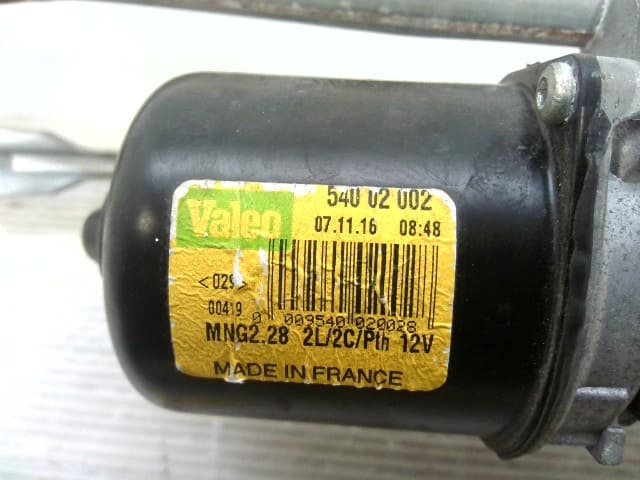 Valeo
540 02 002
07.11.16 08:48
<029>
00419
0 009540 020028
MNG2.28 2L/2C/Pth 12V
MADE IN FRANCE